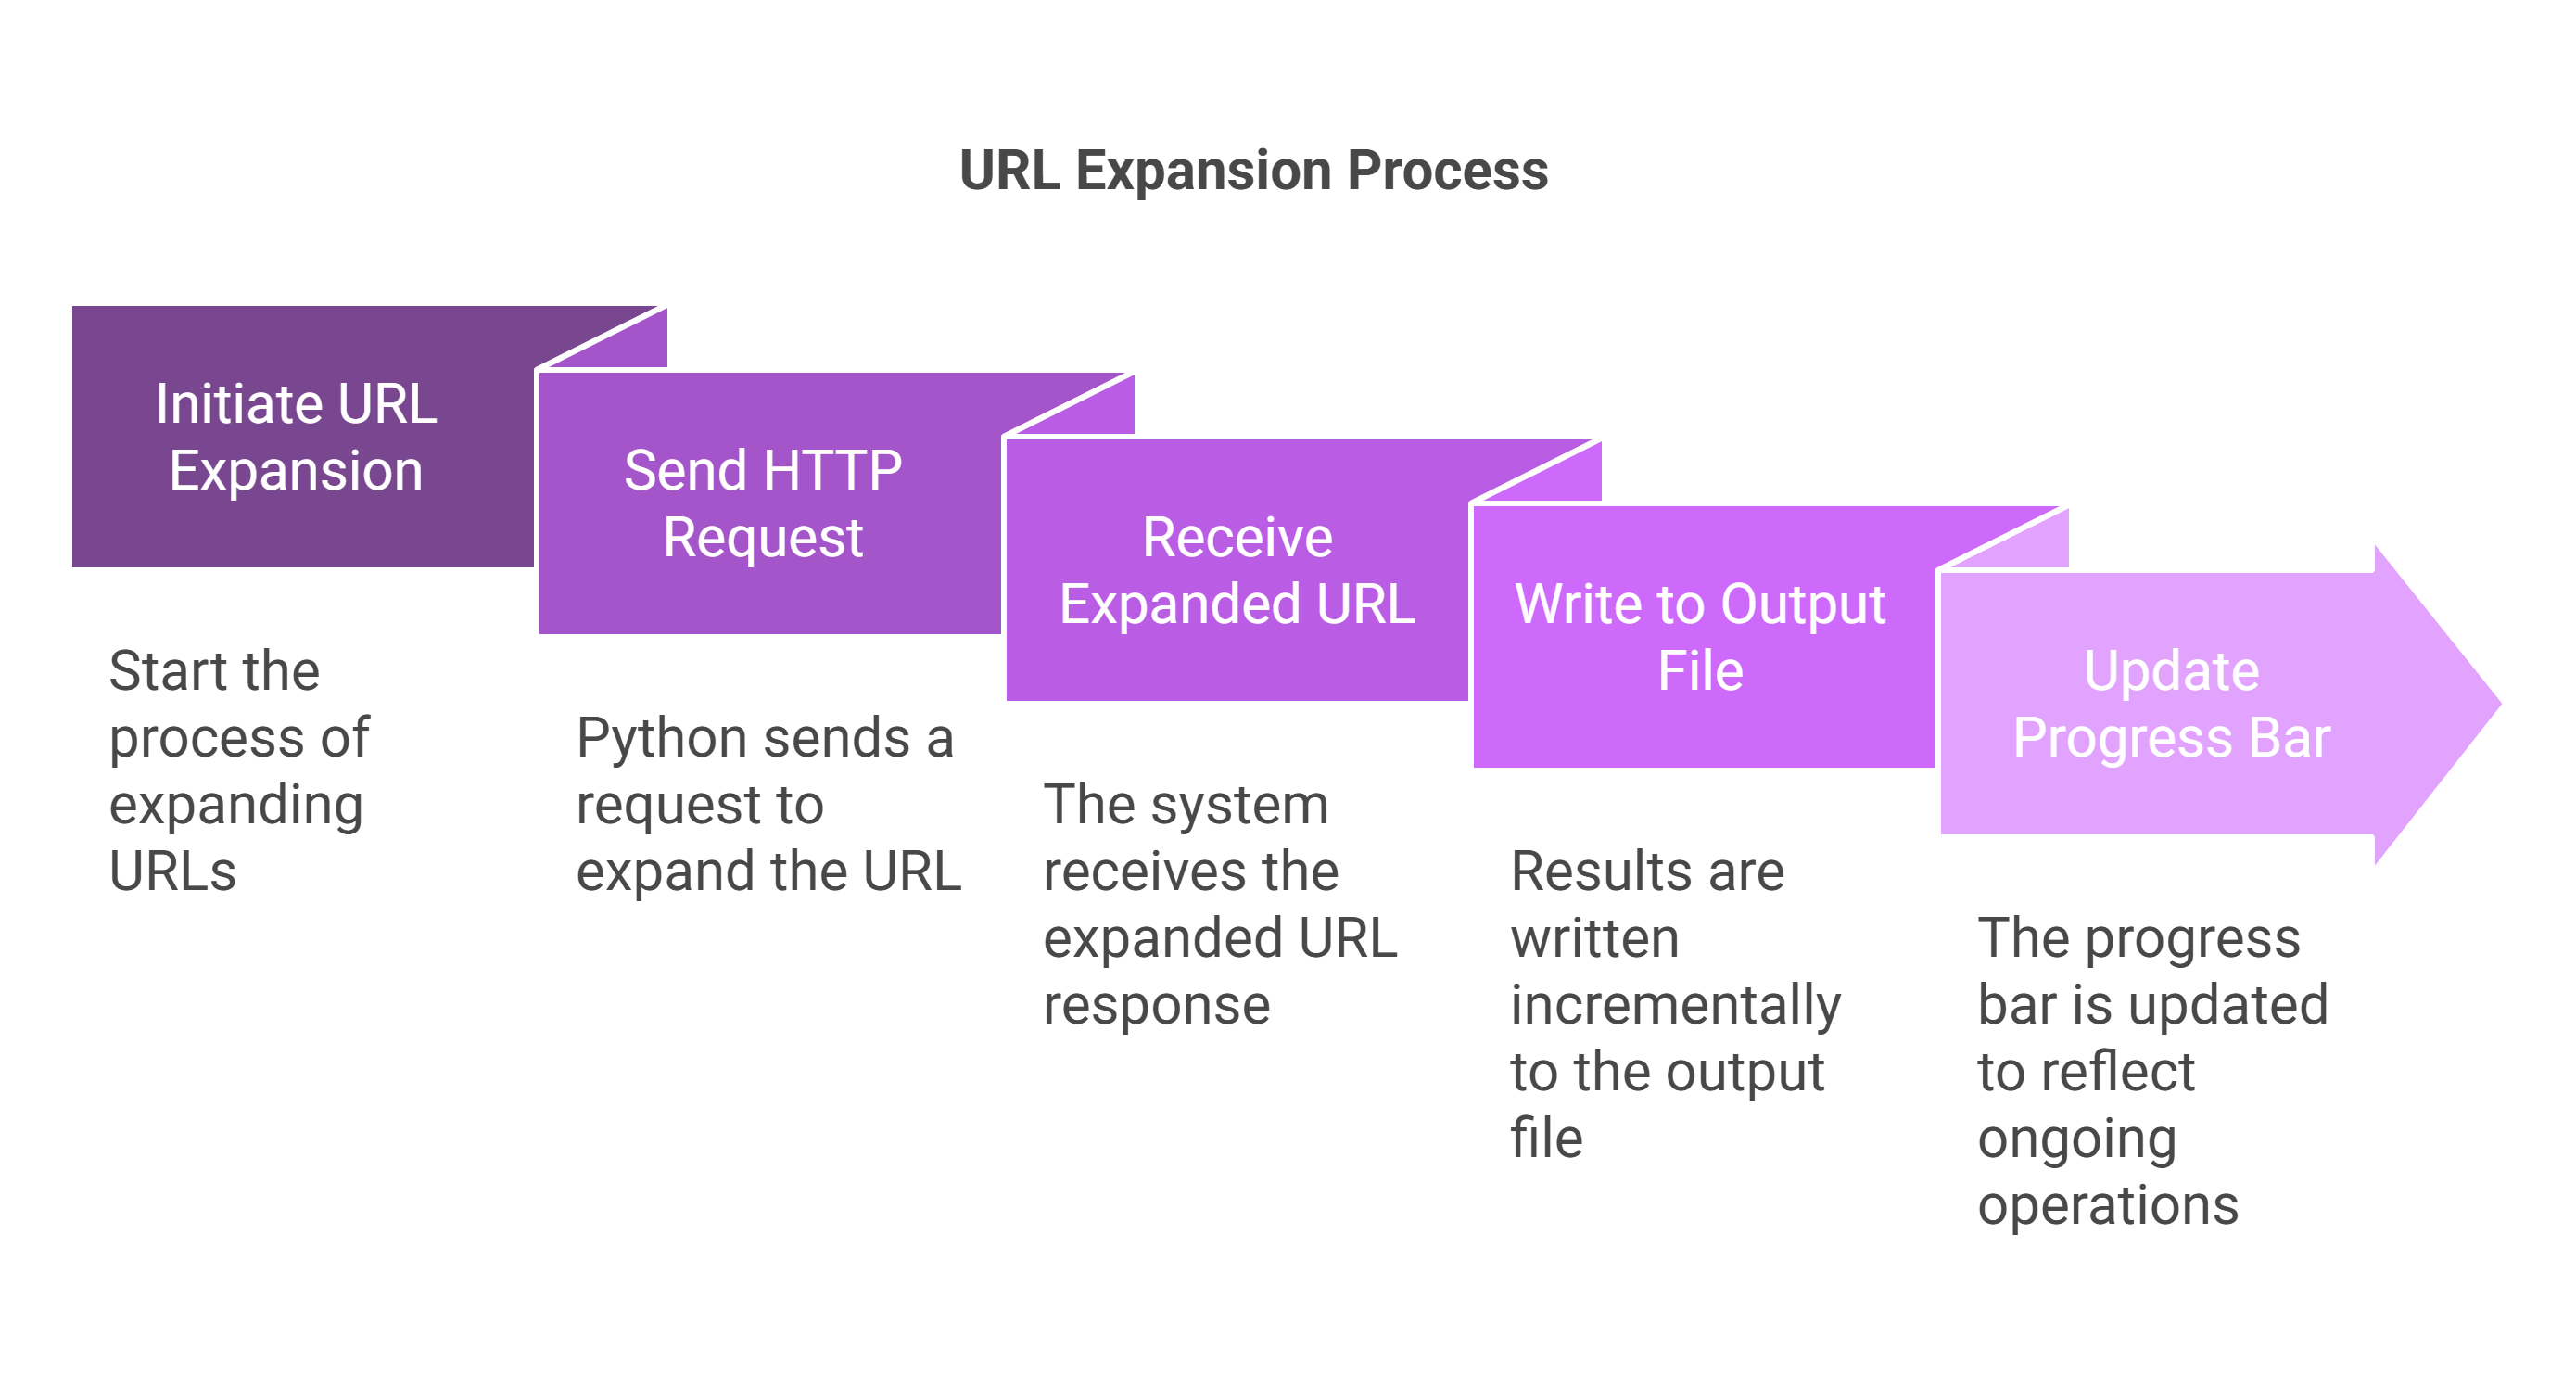 URL Expansion Process
Initiate URL
Expansion
Start the
process of
expanding
URLs
Send HTTP
Request
Python sends a
request to
expand the URL
Receive
Expanded URL
The system
receives the
expanded URL
response
Write to Output
File
Results are
written
incrementally
to the output
file
Update
Progress Bar
The progress
bar is updated
to reflect
ongoing
operations